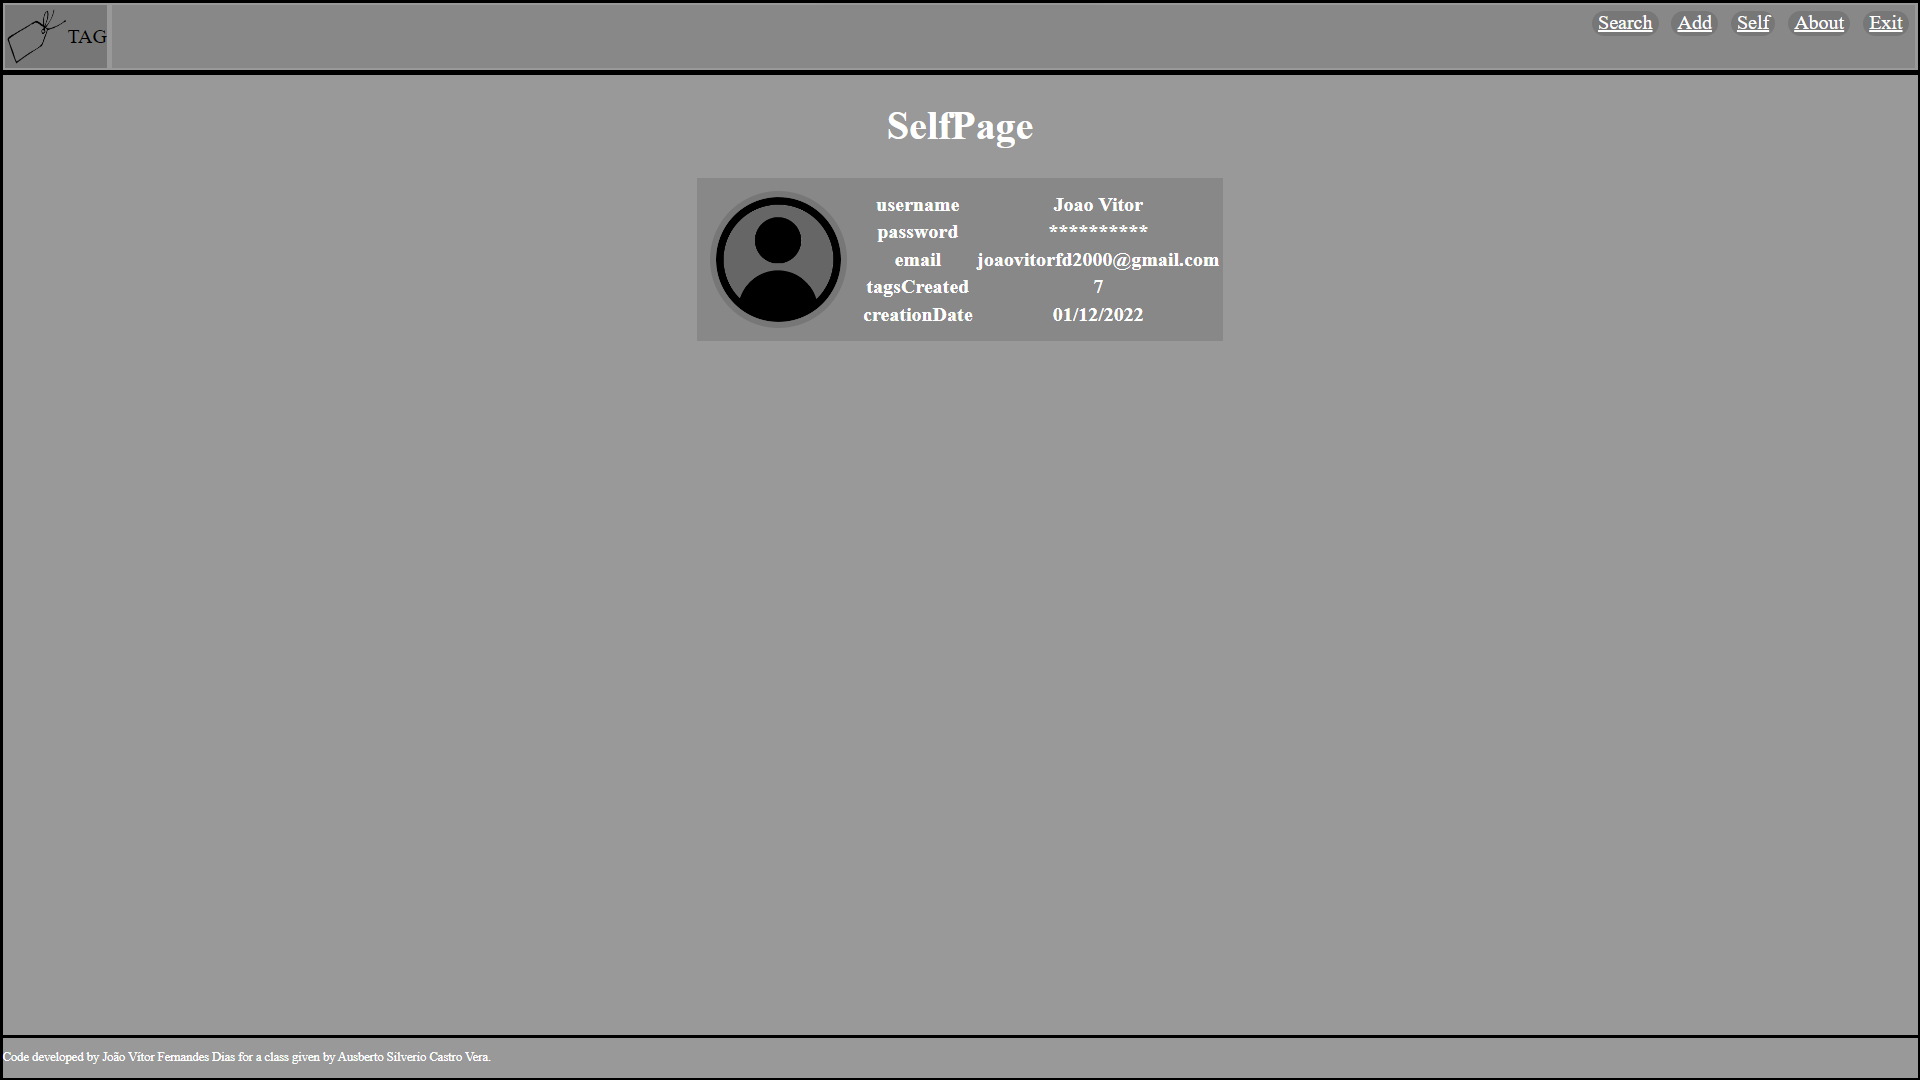 TAG
Search Add Self About Exit
SelfPage
username Joao Vitor
password **********
email joaovitorfd2000@gmail.com
tagsCreated 7
creationDate 01/12/2022
Code developed by João Vítor Fernandes Dias for a class given by Ausberto Silverio Castro Vera.